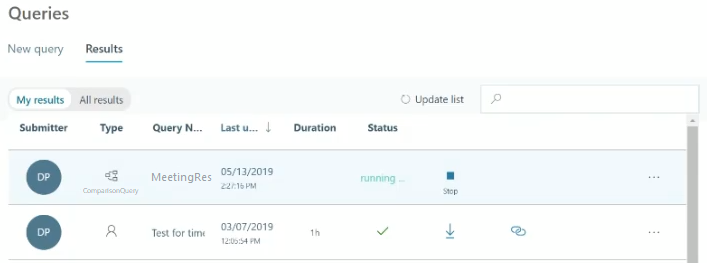 Queries
New query Results
My results All results Update list
Submitter Type Query N... Last u... Duration Status
DP ComparisonQuery MeetingRes 05/13/2019 2:27:16 PM running ... Stop ...
DP Test for time 03/07/2019 12:05:54 PM 1h ...